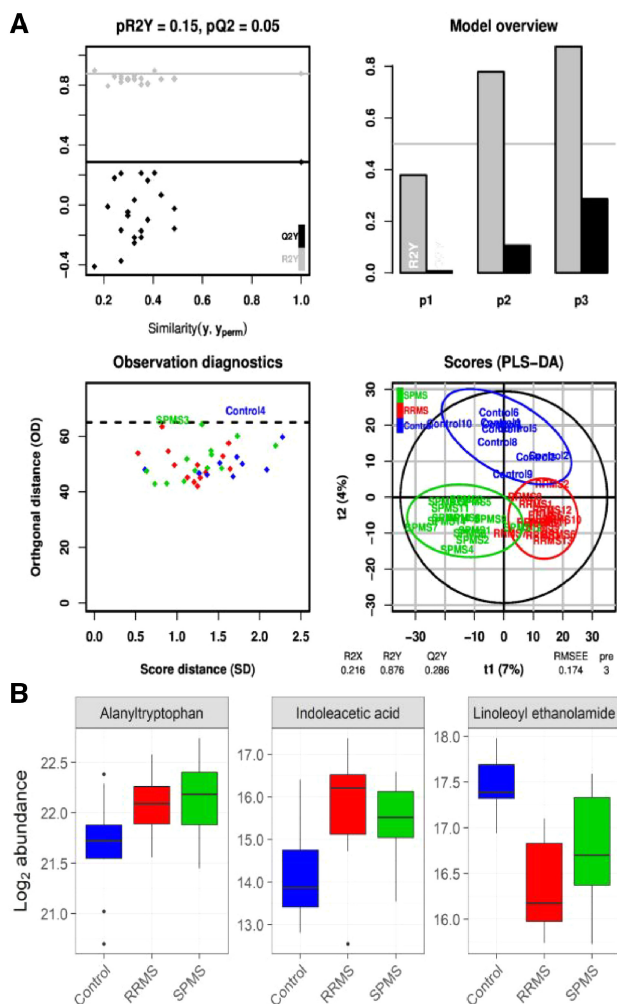 A
pR2Y = 0.15, pQ2 = 0.05
0.8
0.4
0.0
−0.4
Q2Y
R2Y
0.2 0.4 0.6 0.8 1.0
Similarity(y, yperm)
Model overview
0.8
0.6
0.4
0.2
0.0
R2Y
p1 p2 p3
Observation diagnostics
Orthogonal distance (OD)
60
40
20
0
SPMS3
Control4
0.0 0.5 1.0 1.5 2.0 2.5
Score distance (SD)
Scores (PLS−DA)
t2 (4%)
30
20
10
0
−10
−20
−30
SPMS
RRMS
Control6
Control10
Control8
Control9
RRMS2
RRMS1
RRMS12
SPMS11
SPMS7
SPMS2
SPMS4
−30 −20 −10 0 10 20 30
R2X R2Y Q2Y RMSEE pre
0.216 0.876 0.286 t1 (7%) 0.174 3
B
Alanyltryptophan
Indoleacetic acid
Linoleoyl ethanolamide
Log2 abundance
22.5
22.0
21.5
21.0
17.0
16.0
15.0
14.0
13.0
18.0
17.5
17.0
16.5
16.0
Control RRMS SPMS
Control RRMS SPMS
Control RRMS SPMS